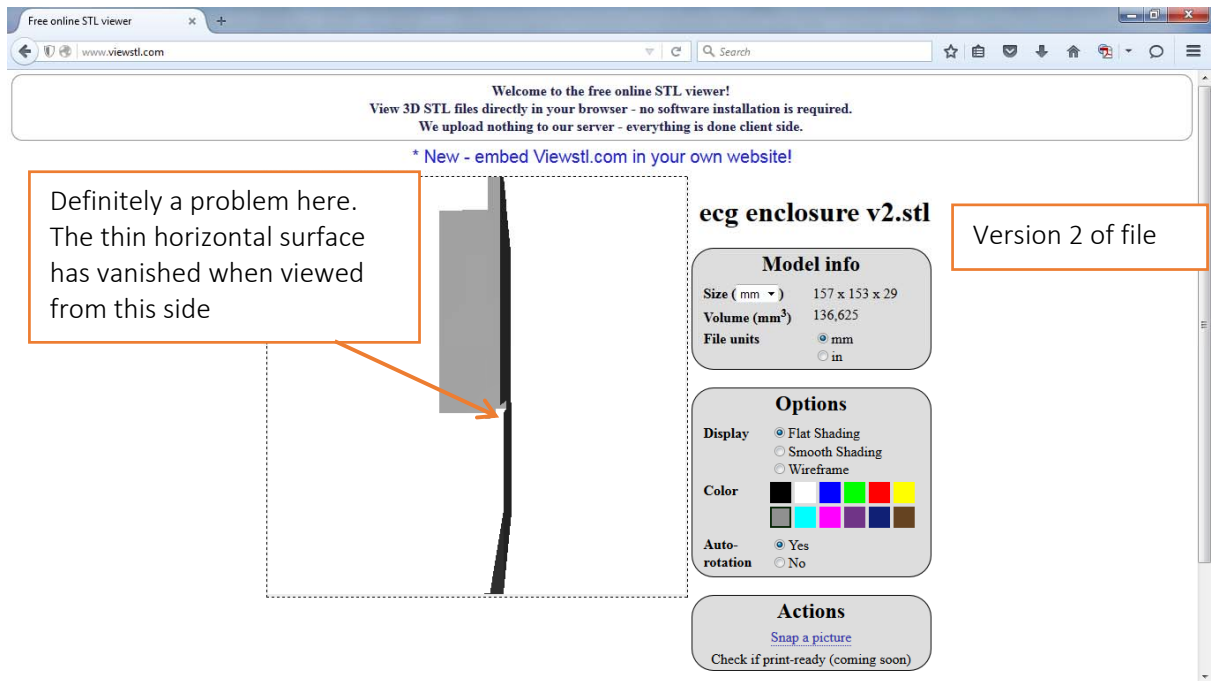 Free online STL viewer
www.viewstl.com
Search
Welcome to the free online STL viewer!
View 3D STL files directly in your browser - no software installation is required.
We upload nothing to our server - everything is done client side.
* New - embed Viewstl.com in your own website!
Definitely a problem here.
The thin horizontal surface
has vanished when viewed
from this side
ecg enclosure v2.stl
Version 2 of file
Model info
Size ( mm ) 157 x 153 x 29
Volume (mm³) 136,625
File units mm
in
Options
Display Flat Shading
Smooth Shading
Wireframe
Color
Auto- Yes
rotation No
Actions
Snap a picture
Check if print-ready (coming soon)